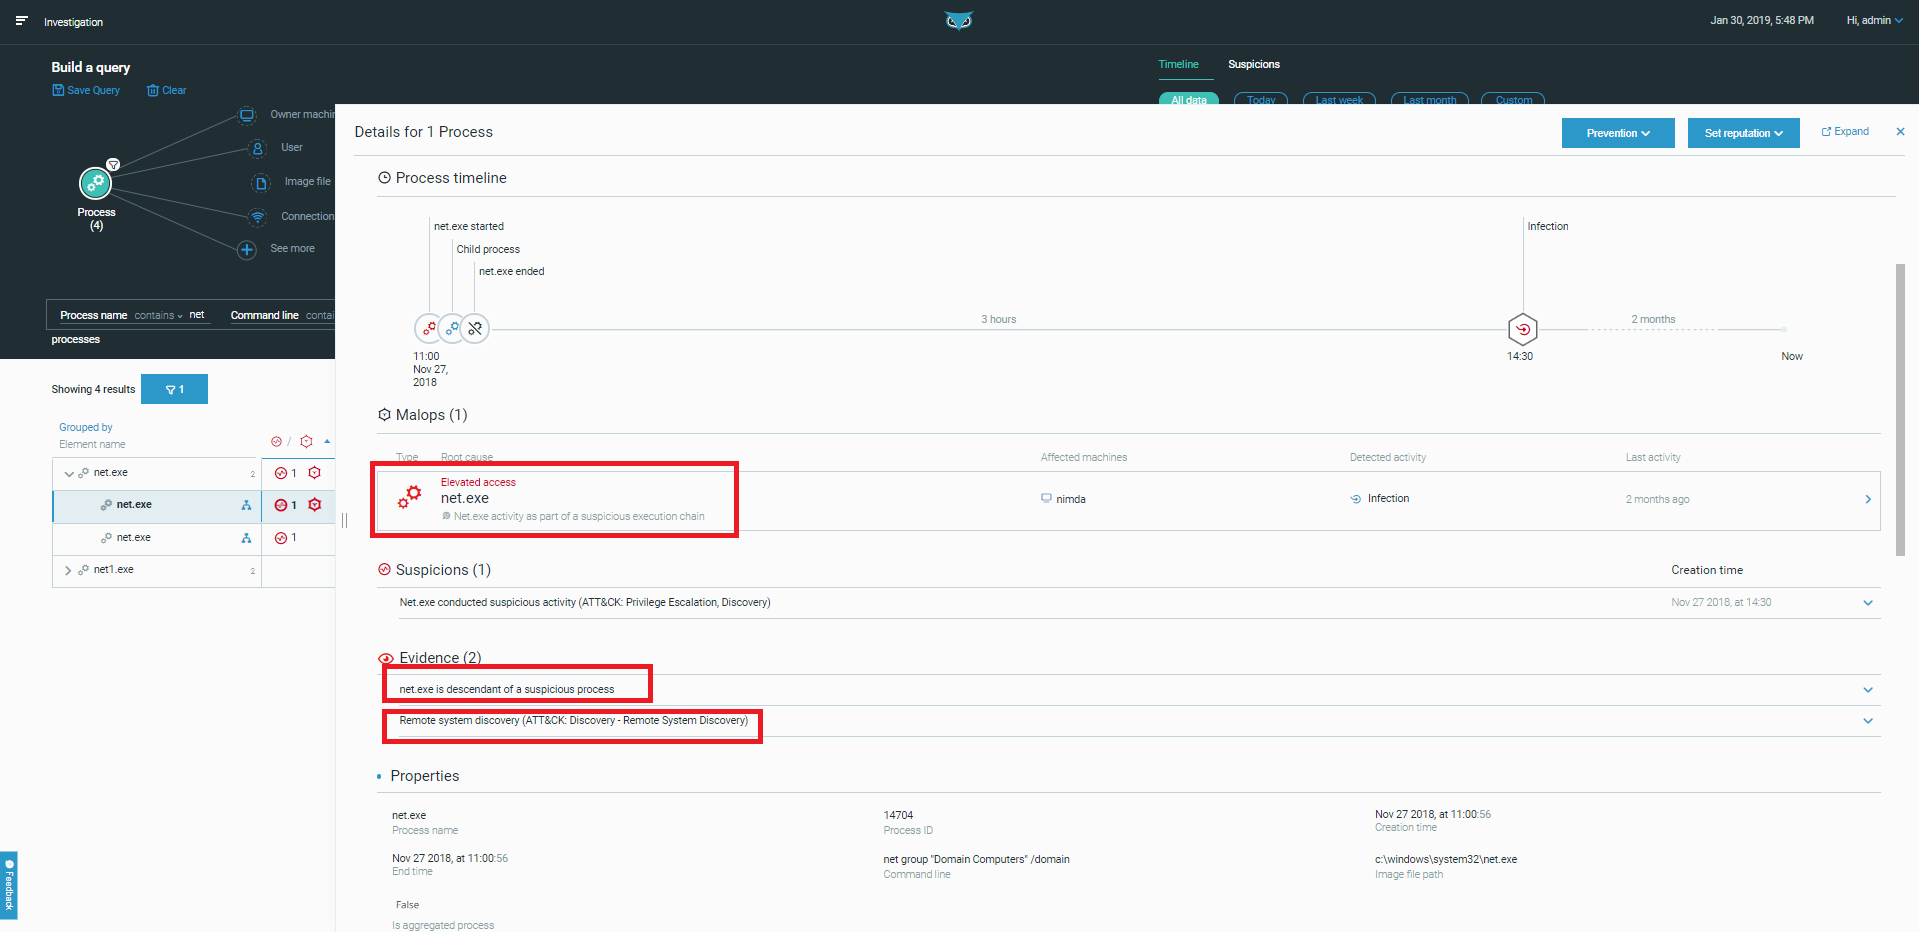 Investigation
Jan 30, 2019, 5:48 PM
Hi, admin
Build a query
Save Query
Clear
Timeline
Suspicions
All data
Today
Last week
Last month
Custom
Owner machin
User
Image file
Connection
See more
Process
(4)
Process name contains net Command line contai
processes
Showing 4 results
1
Grouped by
Element name
/
net.exe 2 1
net.exe 1
net.exe 1
net1.exe 2
Details for 1 Process
Prevention
Set reputation
Expand
Process timeline
net.exe started
Child process
net.exe ended
Infection
3 hours
2 months
11:00
Nov 27,
2018
14:30
Now
Malops (1)
Type Root cause Affected machines Detected activity Last activity
Elevated access
net.exe
Net.exe activity as part of a suspicious execution chain
nimda
Infection
2 months ago
Suspicions (1)
Creation time
Net.exe conducted suspicious activity (ATT&CK: Privilege Escalation, Discovery)
Nov 27 2018, at 14:30
Evidence (2)
net.exe is descendant of a suspicious process
Remote system discovery (ATT&CK: Discovery - Remote System Discovery)
Properties
net.exe
Process name
14704
Process ID
Nov 27 2018, at 11:00:56
Creation time
Nov 27 2018, at 11:00:56
End time
net group "Domain Computers" /domain
Command line
c:\windows\system32\net.exe
Image file path
False
Is aggregated process
Feedback